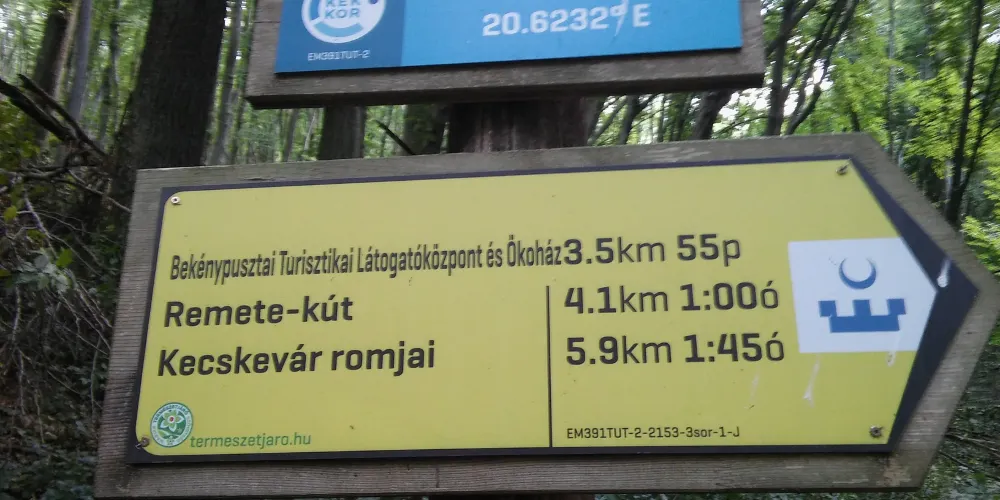 KÉK
KÖR
20.6232° E
EM391TUT-2
Bekénypusztai Turisztikai Látogatóközpont és Ökoház 3.5km 55p
Remete-kút 4.1km 1:00ó
Kecskevár romjai 5.9km 1:45ó
termeszetjaro.hu
EM391TUT-2-2153-3sor-1-J